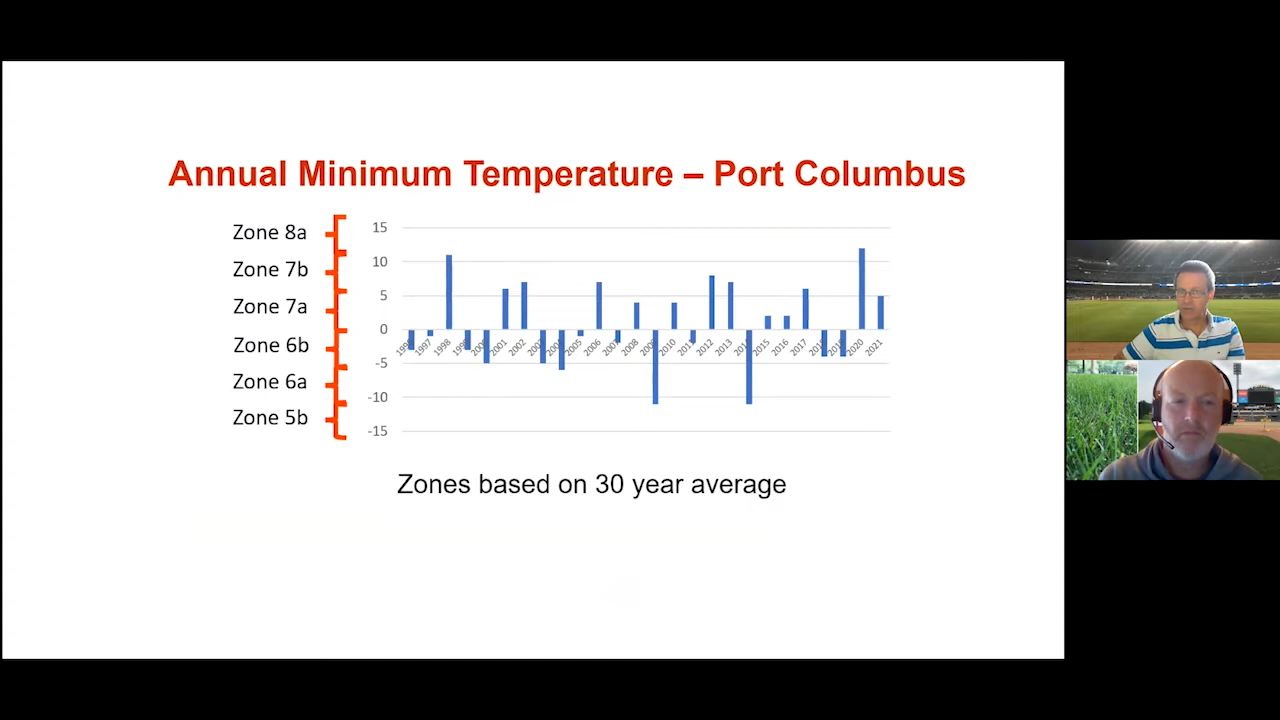 Annual Minimum Temperature – Port Columbus
Zone 8a
Zone 7b
Zone 7a
Zone 6b
Zone 6a
Zone 5b
15
10
5
0
-5
-10
-15
1997
1998
2001
2002
2005
2006
2008
2010
2012
2013
2015
2016
2017
2020
2021
Zones based on 30 year average